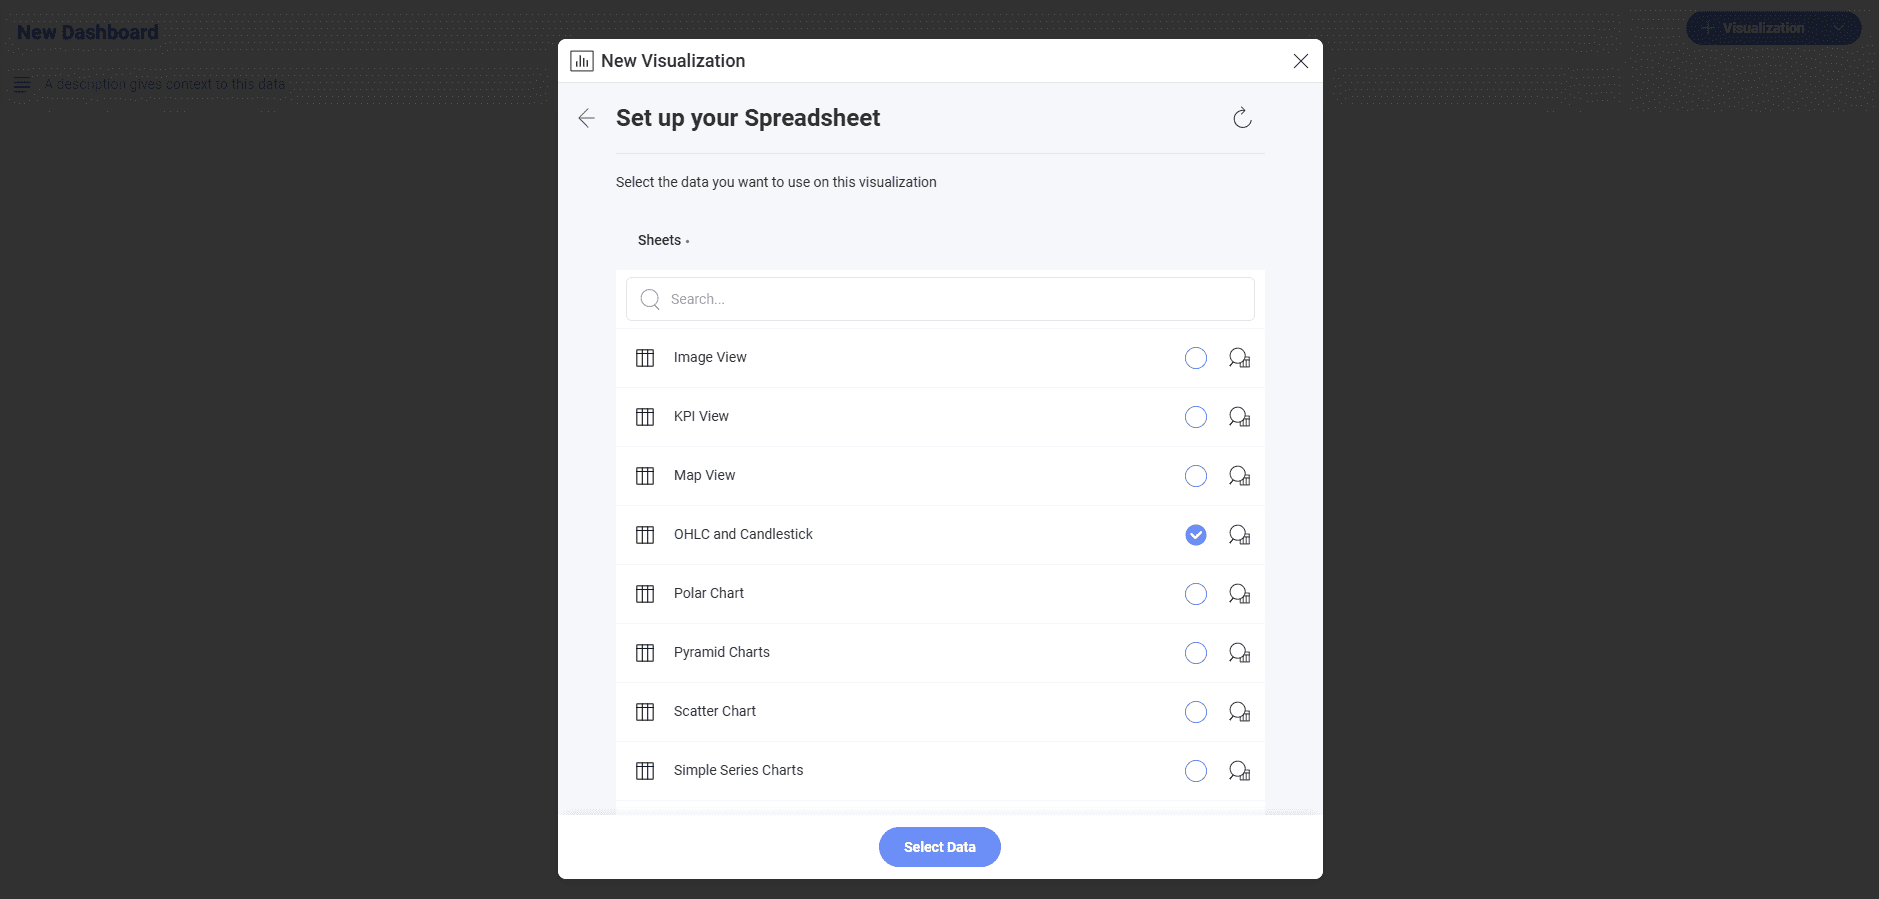 New Dashboard
+ Visualization
A description gives context to this data
New Visualization
Set up your Spreadsheet
Select the data you want to use on this visualization
Sheets •
Search...
Image View
KPI View
Map View
OHLC and Candlestick
Polar Chart
Pyramid Charts
Scatter Chart
Simple Series Charts
Select Data